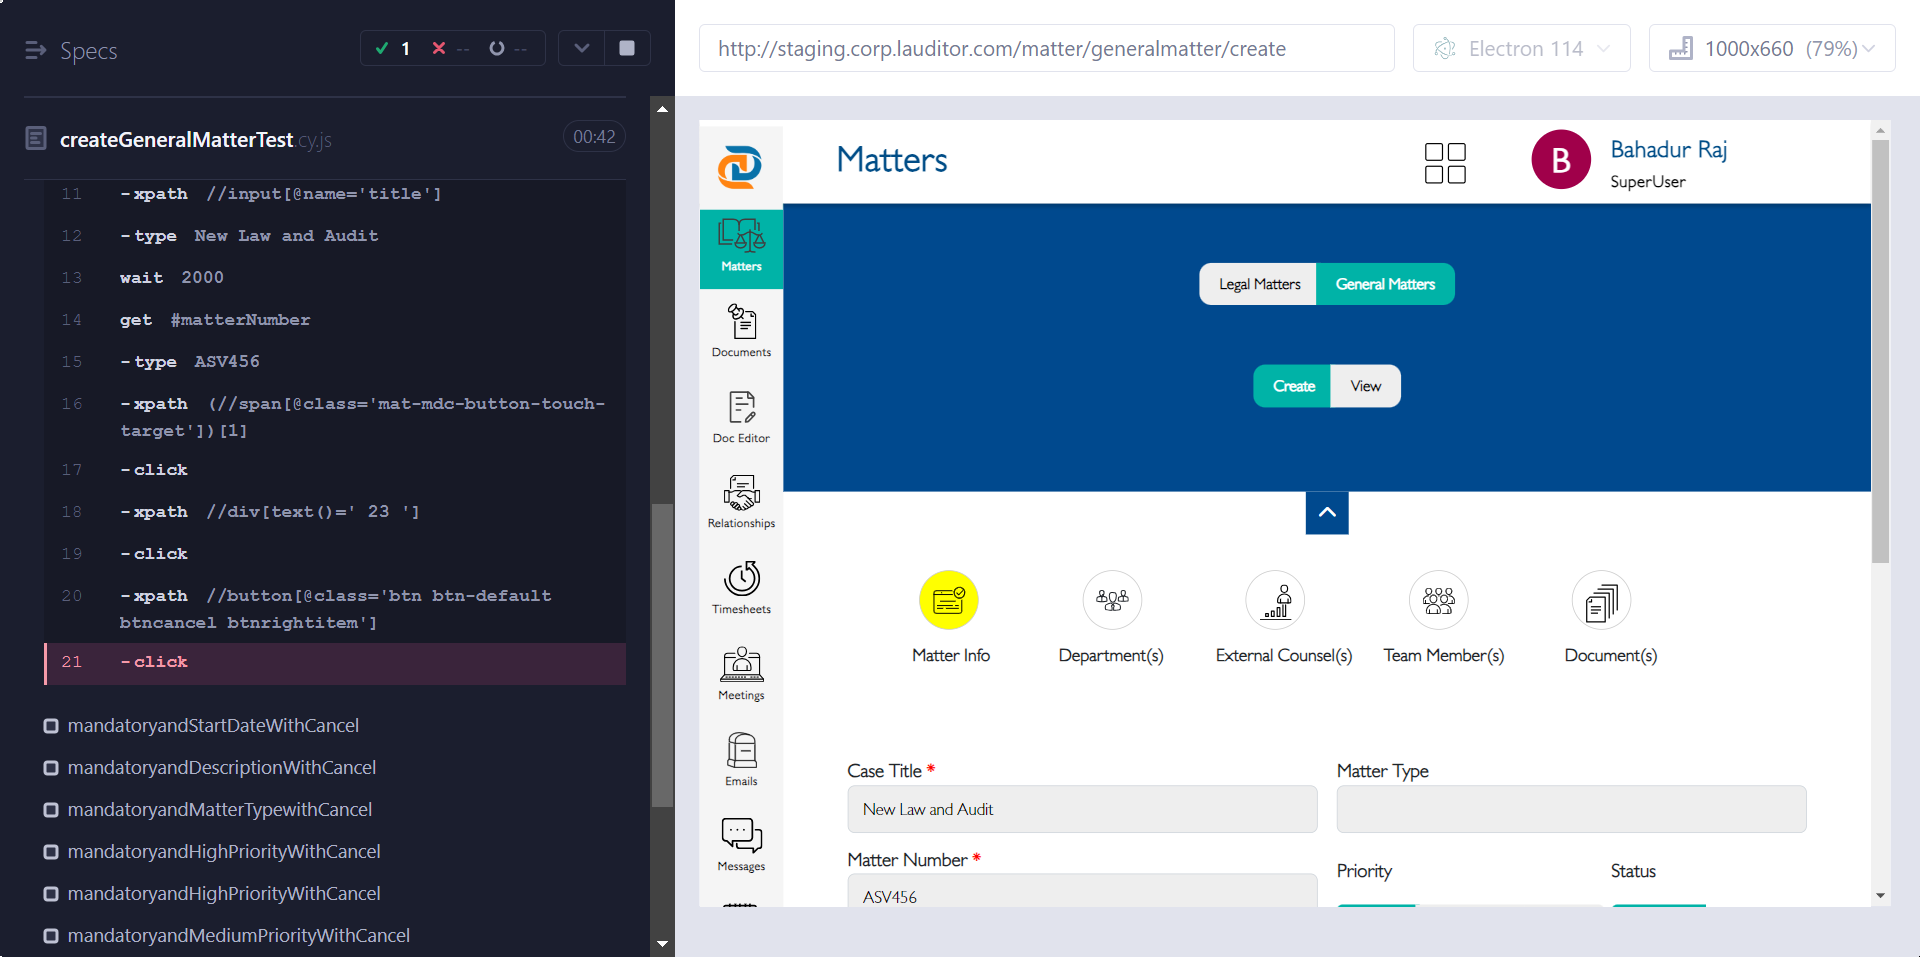 Specs
1
--
--
createGeneralMatterTest.cy.js
00:42
11 -xpath //input[@name='title']
12 -type New Law and Audit
13 wait 2000
14 get #matterNumber
15 -type ASV456
16 -xpath (//span[@class='mat-mdc-button-touch-
target'])[1]
17 -click
18 -xpath //div[text()=' 23 ']
19 -click
20 -xpath //button[@class='btn btn-default
btncancel btnrightitem']
21 -click
mandatoryandStartDateWithCancel
mandatoryandDescriptionWithCancel
mandatoryandMatterTypewithCancel
mandatoryandHighPriorityWithCancel
mandatoryandHighPriorityWithCancel
mandatoryandMediumPriorityWithCancel
http://staging.corp.lauditor.com/matter/generalmatter/create
Electron 114
1000x660 (79%)
Matters
B
Bahadur Raj
SuperUser
Matters
Documents
Doc Editor
Relationships
Timesheets
Meetings
Emails
Messages
Legal Matters
General Matters
Create
View
Matter Info
Department(s)
External Counsel(s)
Team Member(s)
Document(s)
Case Title *
New Law and Audit
Matter Type
Matter Number *
ASV456
Priority
Status